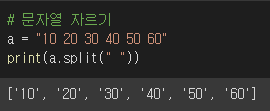 # 문자열 자르기
a = "10 20 30 40 50 60"
print(a.split(" "))
['10', '20', '30', '40', '50', '60']